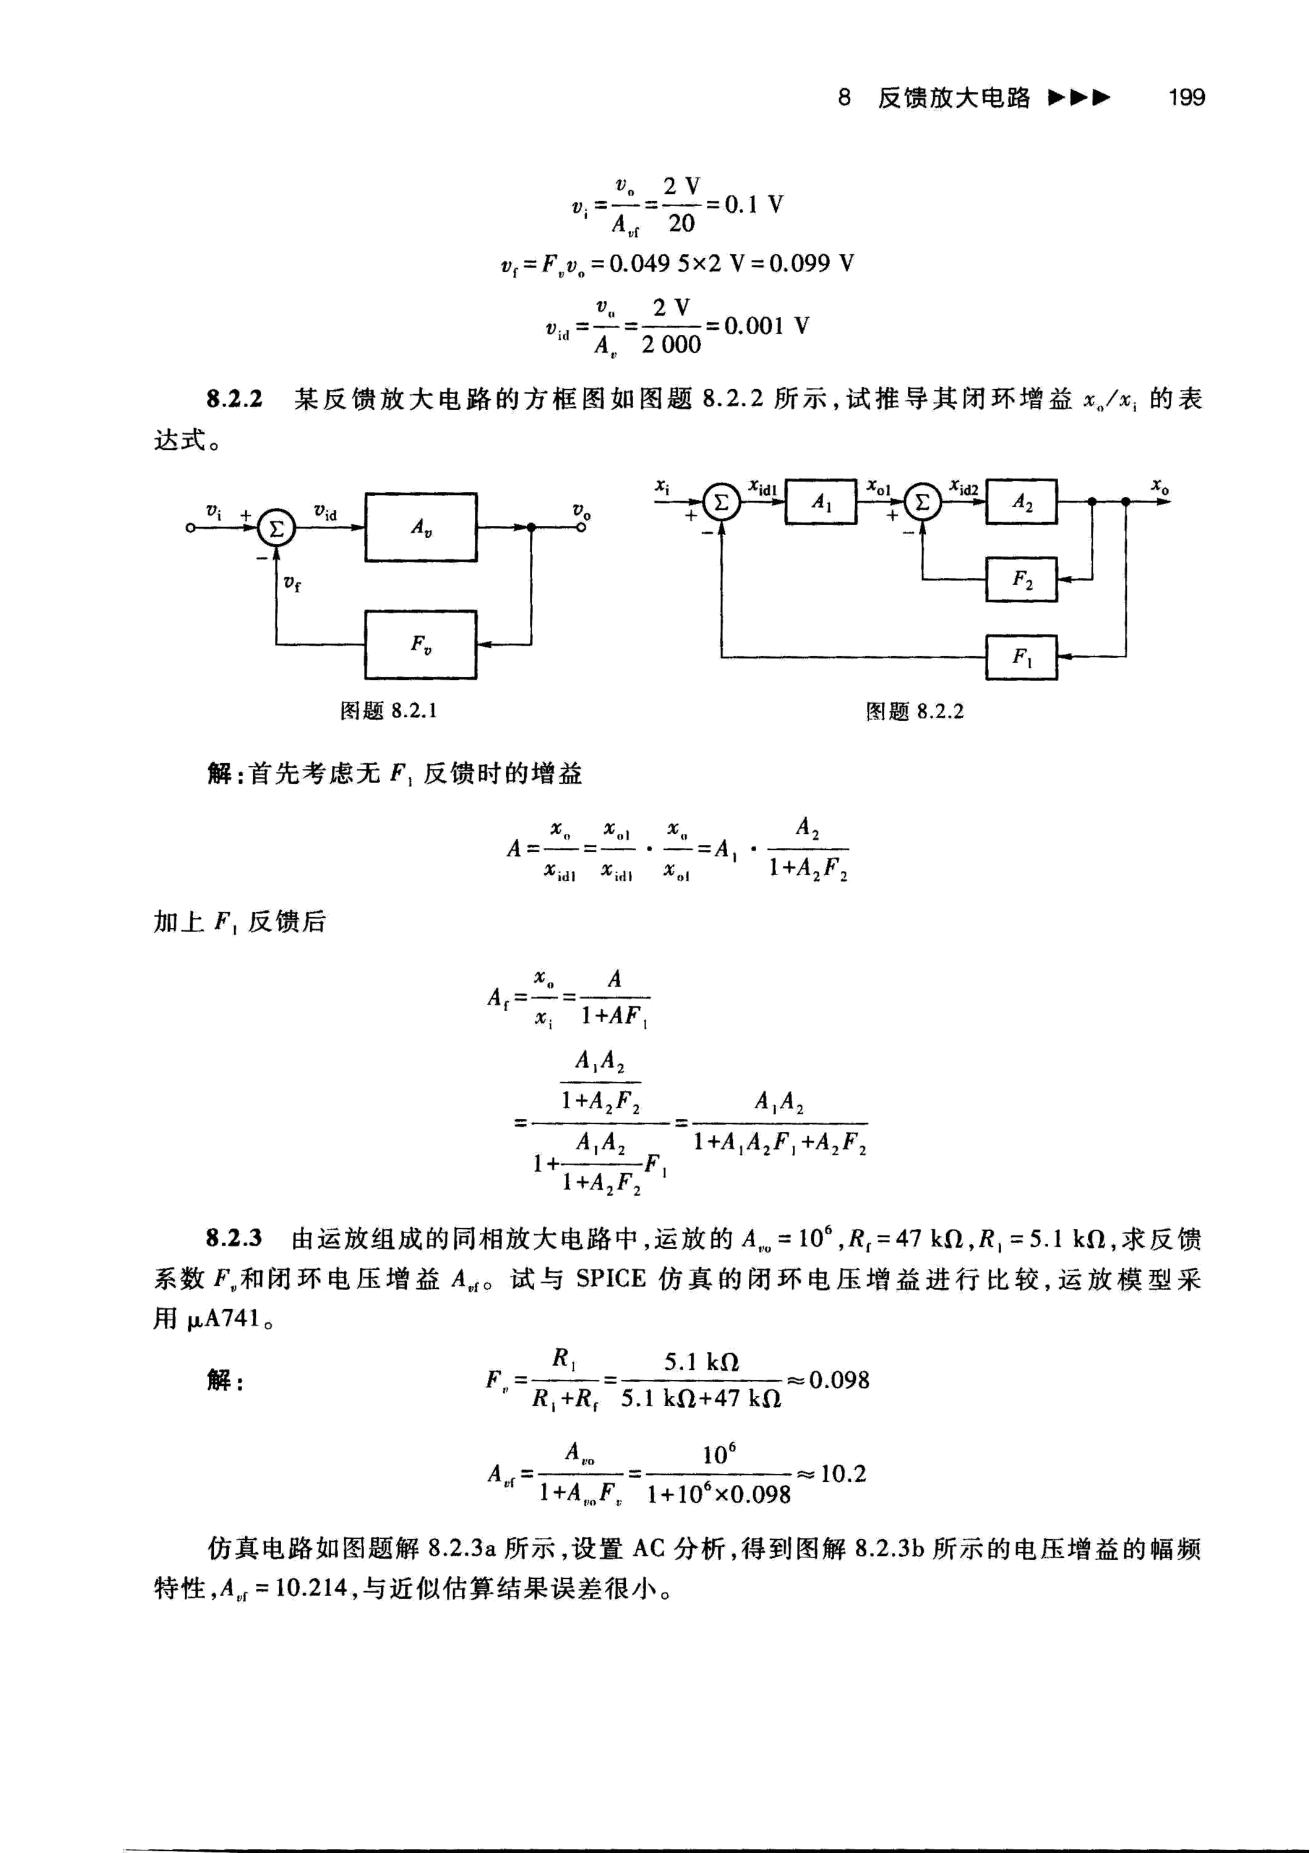 8 反馈放大电路 ▶▶▶ 199
v_i = v_o/A_vf = 2 V/20 = 0.1 V
v_f = F_v v_o = 0.049 5×2 V = 0.099 V
v_id = v_o/A_v = 2 V/2 000 = 0.001 V
8.2.2 某反馈放大电路的方框图如图题 8.2.2 所示,试推导其闭环增益 x_o/x_i 的表
达式。
v_i + Σ v_id A_v v_o
− v_f
F_v
图题 8.2.1
x_i + Σ x_id1 A_1 x_o1 + Σ x_id2 A_2 x_o
− −
F_2
F_1
图题 8.2.2
解:首先考虑无 F_1 反馈时的增益
A = x_o/x_id1 = x_o1/x_id1 · x_o/x_o1 = A_1 · A_2/(1+A_2F_2)
加上 F_1 反馈后
A_f = x_o/x_i = A/(1+AF_1)
= (A_1A_2/(1+A_2F_2))/(1+(A_1A_2/(1+A_2F_2))F_1) = A_1A_2/(1+A_1A_2F_1+A_2F_2)
8.2.3 由运放组成的同相放大电路中,运放的 A_vo = 10^6,R_f = 47 kΩ,R_1 = 5.1 kΩ,求反馈
系数 F_v和闭环电压增益 A_vf。试与 SPICE 仿真的闭环电压增益进行比较,运放模型采
用 μA741。
解: F_v = R_1/(R_1+R_f) = 5.1 kΩ/(5.1 kΩ+47 kΩ) ≈ 0.098
A_vf = A_vo/(1+A_vo F_v) = 10^6/(1+10^6×0.098) ≈ 10.2
仿真电路如图题解 8.2.3a 所示,设置 AC 分析,得到图解 8.2.3b 所示的电压增益的幅频
特性,A_vf = 10.214,与近似估算结果误差很小。